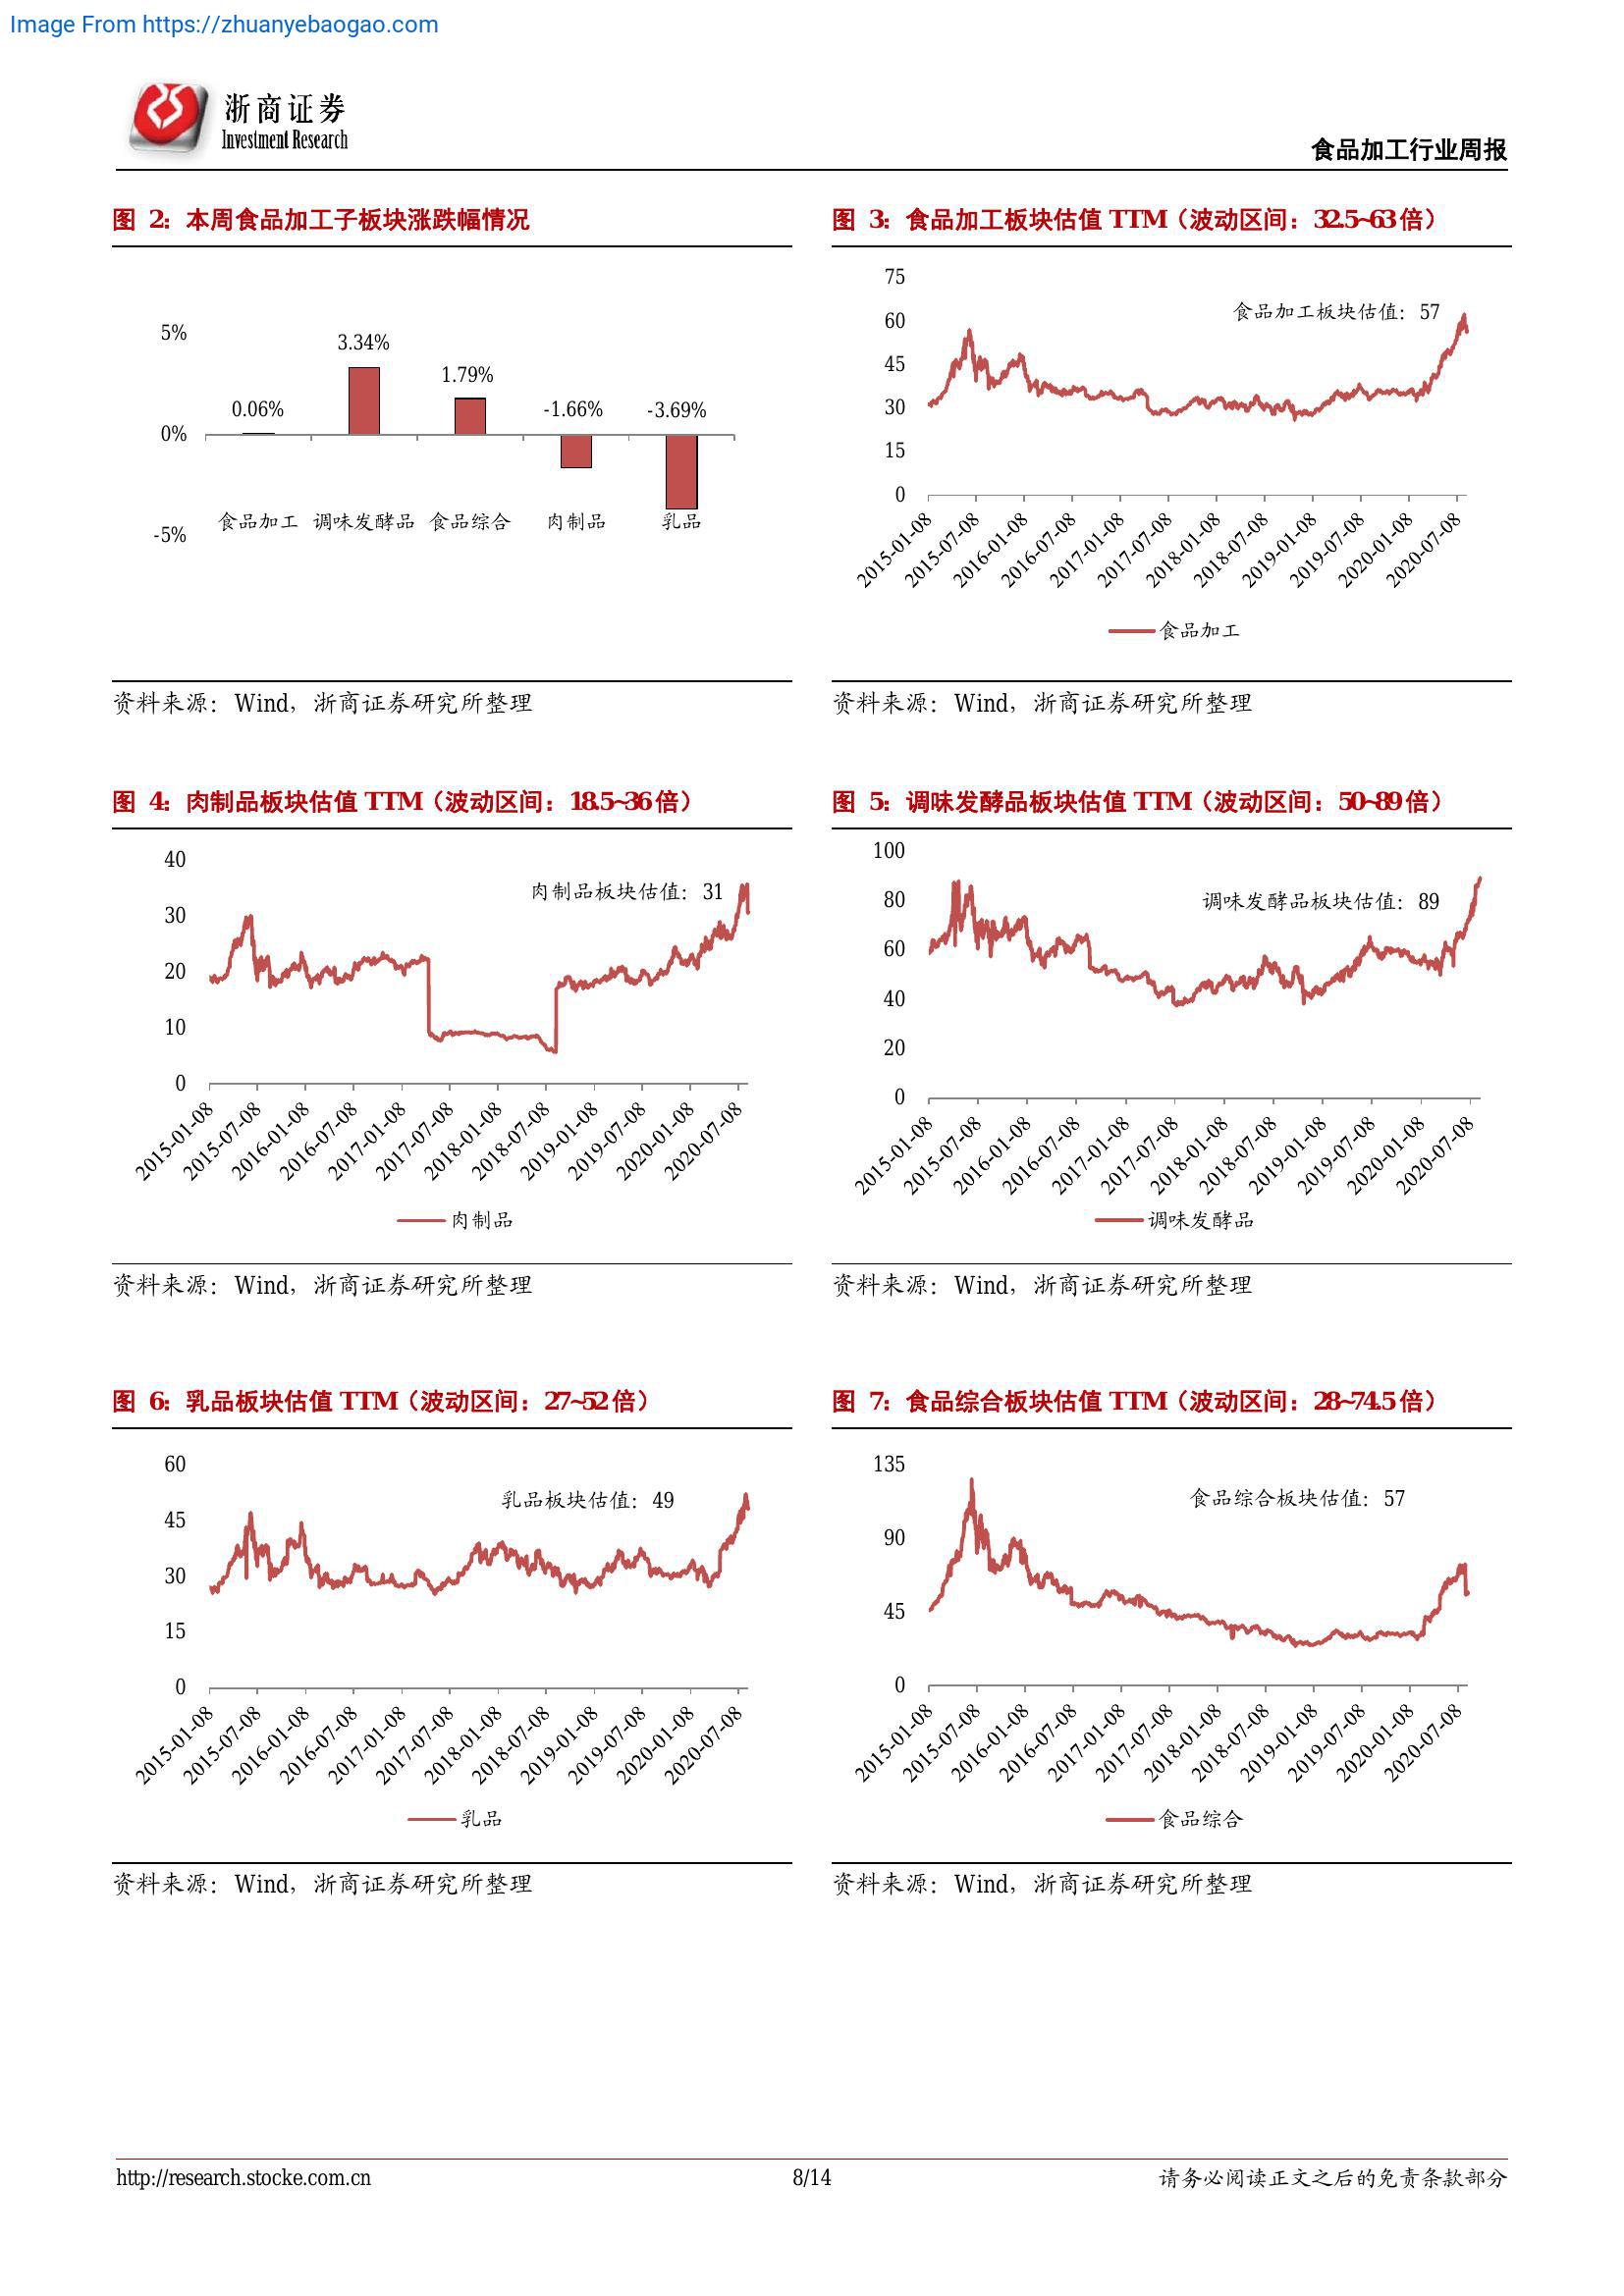 Image From https://zhuanyebaogao.com
浙商证券
Investment Research
食品加工行业周报
图 2：本周食品加工子板块涨跌幅情况
5%
0%
-5%
0.06%
3.34%
1.79%
-1.66%
-3.69%
食品加工
调味发酵品
食品综合
肉制品
乳品
资料来源：Wind，浙商证券研究所整理
图 3：食品加工板块估值 TTM（波动区间：32.5~63 倍）
75
60
45
30
15
0
食品加工板块估值：57
2015-01-08
2015-07-08
2016-01-08
2016-07-08
2017-01-08
2017-07-08
2018-01-08
2018-07-08
2019-01-08
2019-07-08
2020-01-08
2020-07-08
食品加工
资料来源：Wind，浙商证券研究所整理
图 4：肉制品板块估值 TTM（波动区间：18.5~36 倍）
40
30
20
10
0
肉制品板块估值：31
2015-01-08
2015-07-08
2016-01-08
2016-07-08
2017-01-08
2017-07-08
2018-01-08
2018-07-08
2019-01-08
2019-07-08
2020-01-08
2020-07-08
肉制品
资料来源：Wind，浙商证券研究所整理
图 5：调味发酵品板块估值 TTM（波动区间：50~89 倍）
100
80
60
40
20
0
调味发酵品板块估值：89
2015-01-08
2015-07-08
2016-01-08
2016-07-08
2017-01-08
2017-07-08
2018-01-08
2018-07-08
2019-01-08
2019-07-08
2020-01-08
2020-07-08
调味发酵品
资料来源：Wind，浙商证券研究所整理
图 6：乳品板块估值 TTM（波动区间：27~52 倍）
60
45
30
15
0
乳品板块估值：49
2015-01-08
2015-07-08
2016-01-08
2016-07-08
2017-01-08
2017-07-08
2018-01-08
2018-07-08
2019-01-08
2019-07-08
2020-01-08
2020-07-08
乳品
资料来源：Wind，浙商证券研究所整理
图 7：食品综合板块估值 TTM（波动区间：28~74.5 倍）
135
90
45
0
食品综合板块估值：57
2015-01-08
2015-07-08
2016-01-08
2016-07-08
2017-01-08
2017-07-08
2018-01-08
2018-07-08
2019-01-08
2019-07-08
2020-01-08
2020-07-08
食品综合
资料来源：Wind，浙商证券研究所整理
http://research.stocke.com.cn
8/14
请务必阅读正文之后的免责条款部分